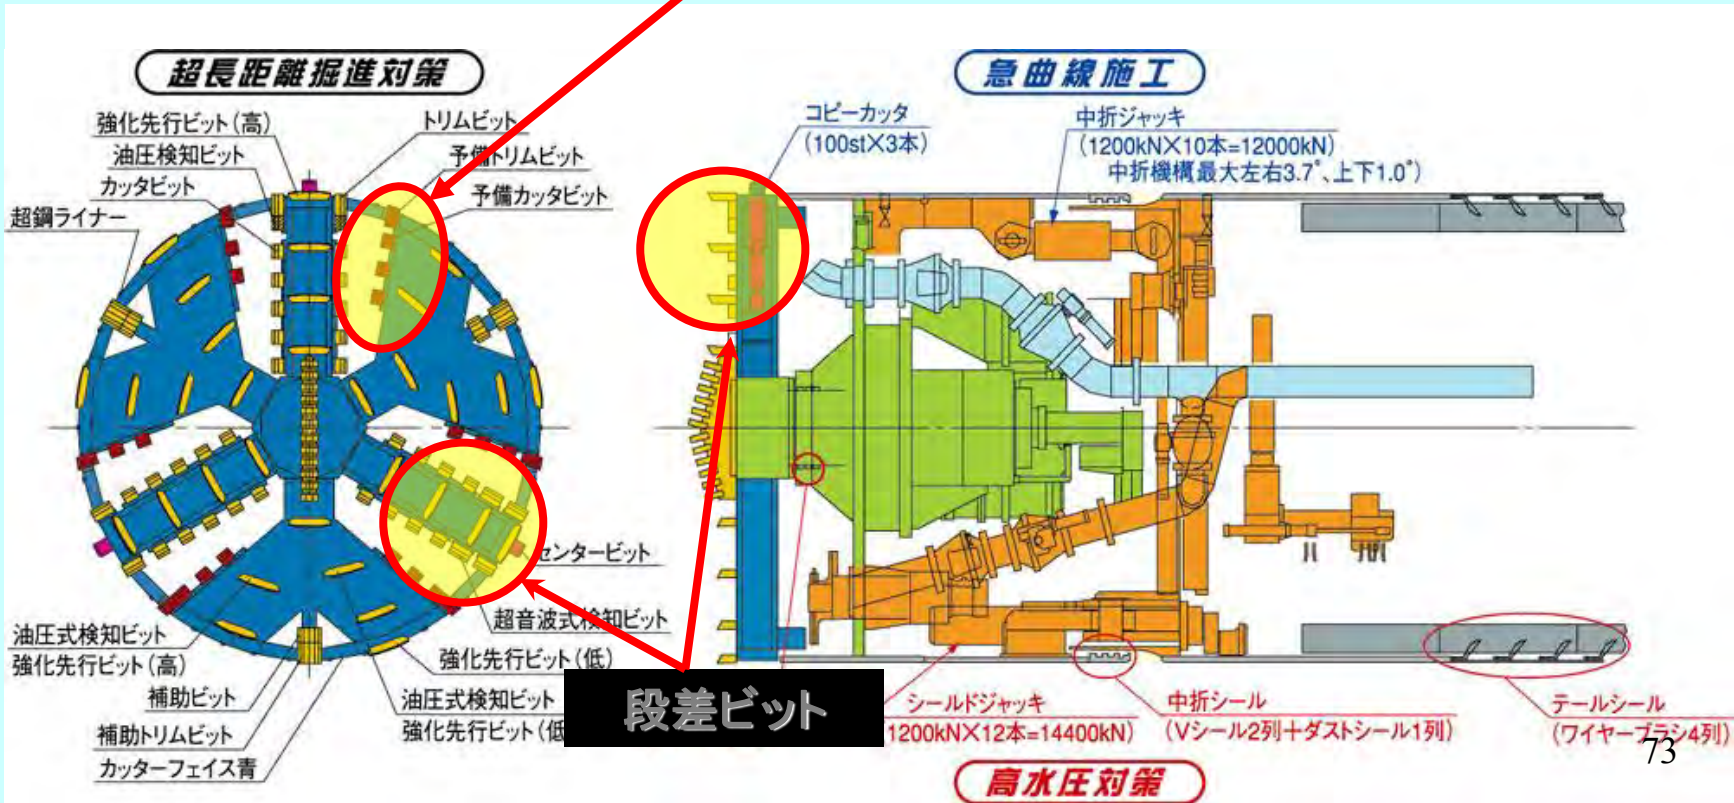 超長距離掘進対策
強化先行ビット(高)
油圧検知ビット
カッタビット
超鋼ライナー
トリムビット
予備トリムビット
予備カッタビット
センタービット
超音波式検知ビット
強化先行ビット(低)
油圧式検知ビット
強化先行ビット(低
油圧式検知ビット
強化先行ビット(高)
補助ビット
補助トリムビット
カッターフェイス青
段差ビット
急曲線施工
コピーカッタ
(100st×3本)
中折ジャッキ
(1200kN×10本=12000kN)
中折機構最大左右3.7°、上下1.0°)
シールドジャッキ
1200kN×12本=14400kN)
中折シール
(Vシール2列+ダストシール1列)
テールシール
(ワイヤーブラシ4列)
高水圧対策
73